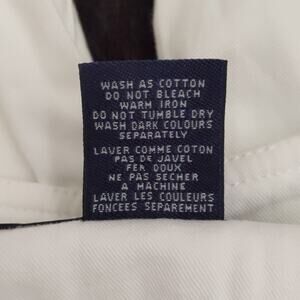 WASH AS COTTON
DO NOT BLEACH
WARM IRON
DO NOT TUMBLE DRY
WASH DARK COLOURS
SEPARATELY
LAVER COMME COTON
PAS DE JAVEL
FER DOUX
NE PAS SECHER
A MACHINE
LAVER LES COULEURS
FONCEES SEPAREMENT